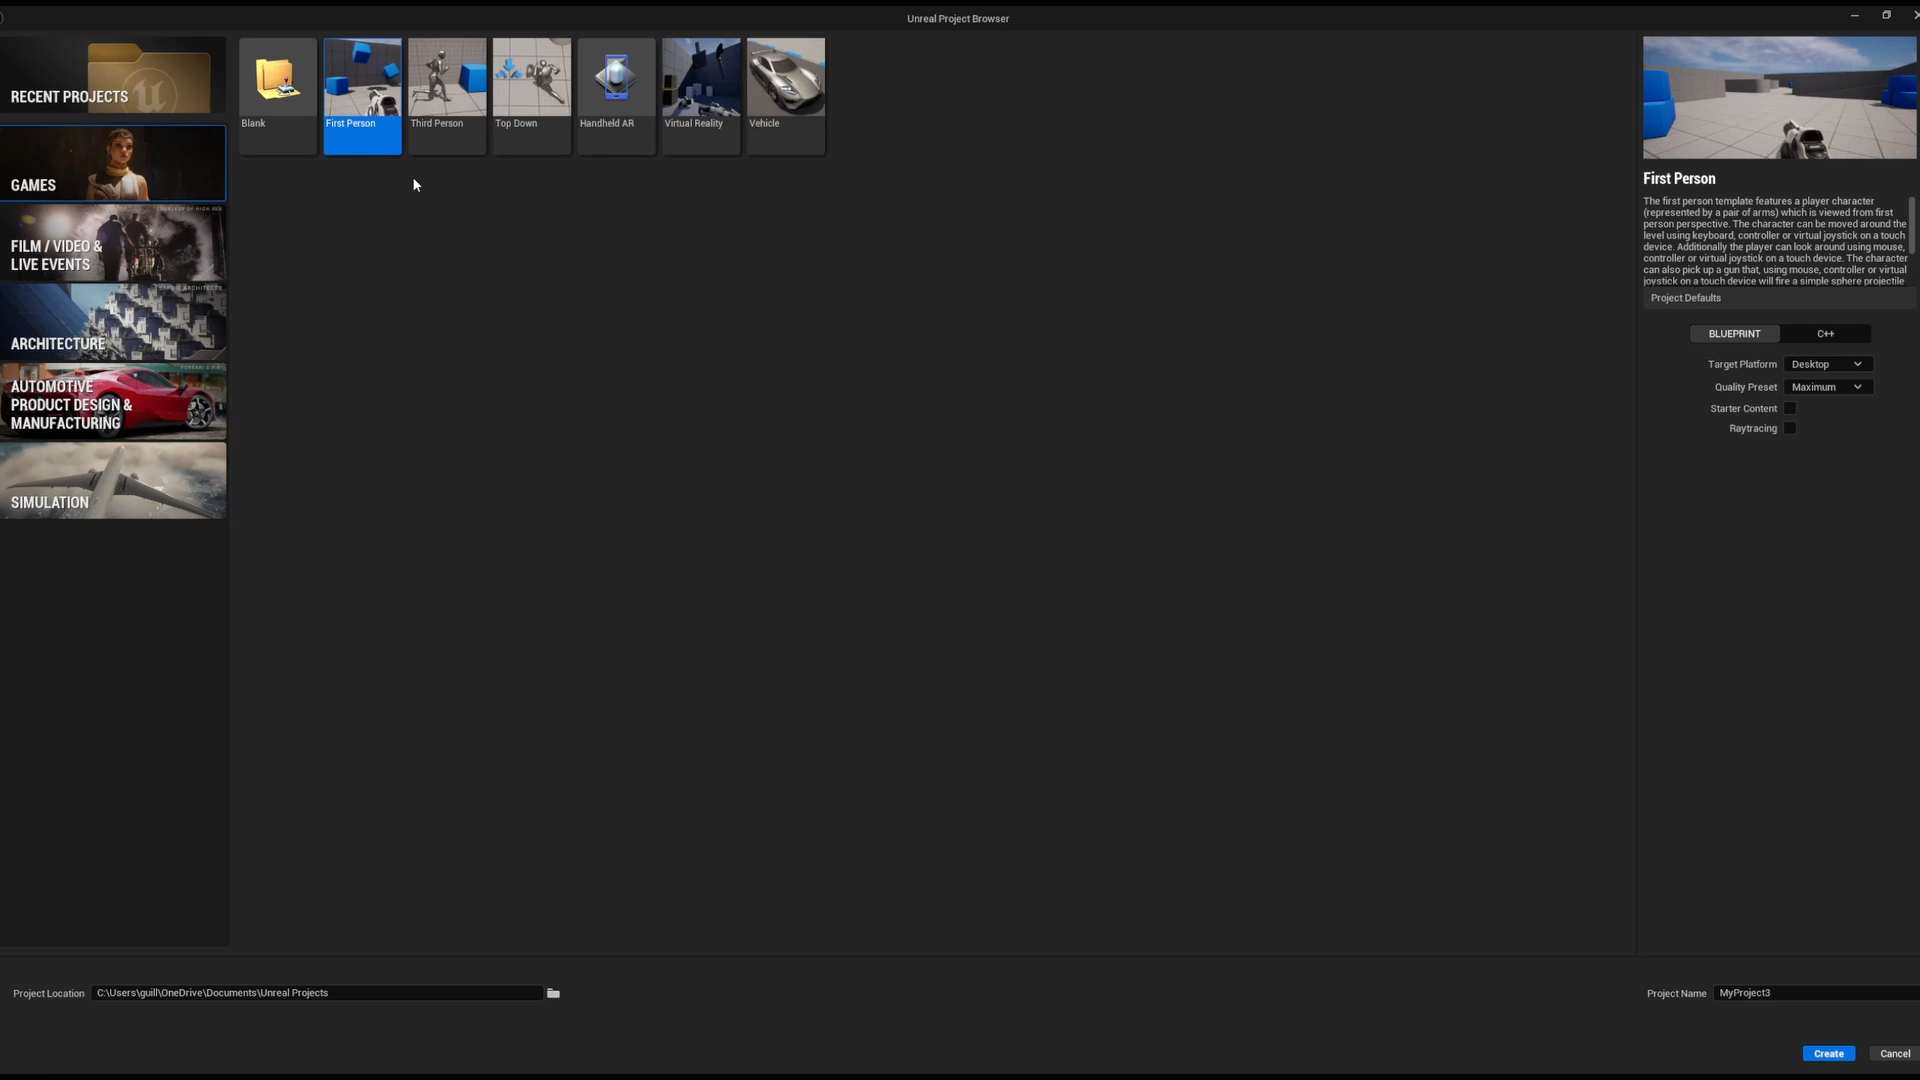 Unreal Project Browser
RECENT PROJECTS
GAMES
FILM / VIDEO &
LIVE EVENTS
ARCHITECTURE
AUTOMOTIVE
PRODUCT DESIGN &
MANUFACTURING
SIMULATION
Blank
First Person
Third Person
Top Down
Handheld AR
Virtual Reality
Vehicle
First Person
The first person template features a player character
(represented by a pair of arms) which is viewed from first
person perspective. The character can be moved around the
level using keyboard, controller or virtual joystick on a touch
device. Additionally the player can look around using mouse,
controller or virtual joystick on a touch device. The character
can also pick up a gun that, using mouse, controller or virtual
joystick on a touch device will fire a simple sphere projectile
Project Defaults
BLUEPRINT
C++
Target Platform
Desktop
Quality Preset
Maximum
Starter Content
Raytracing
Project Location
C:\Users\guill\OneDrive\Documents\Unreal Projects
Project Name
MyProject3
Create
Cancel